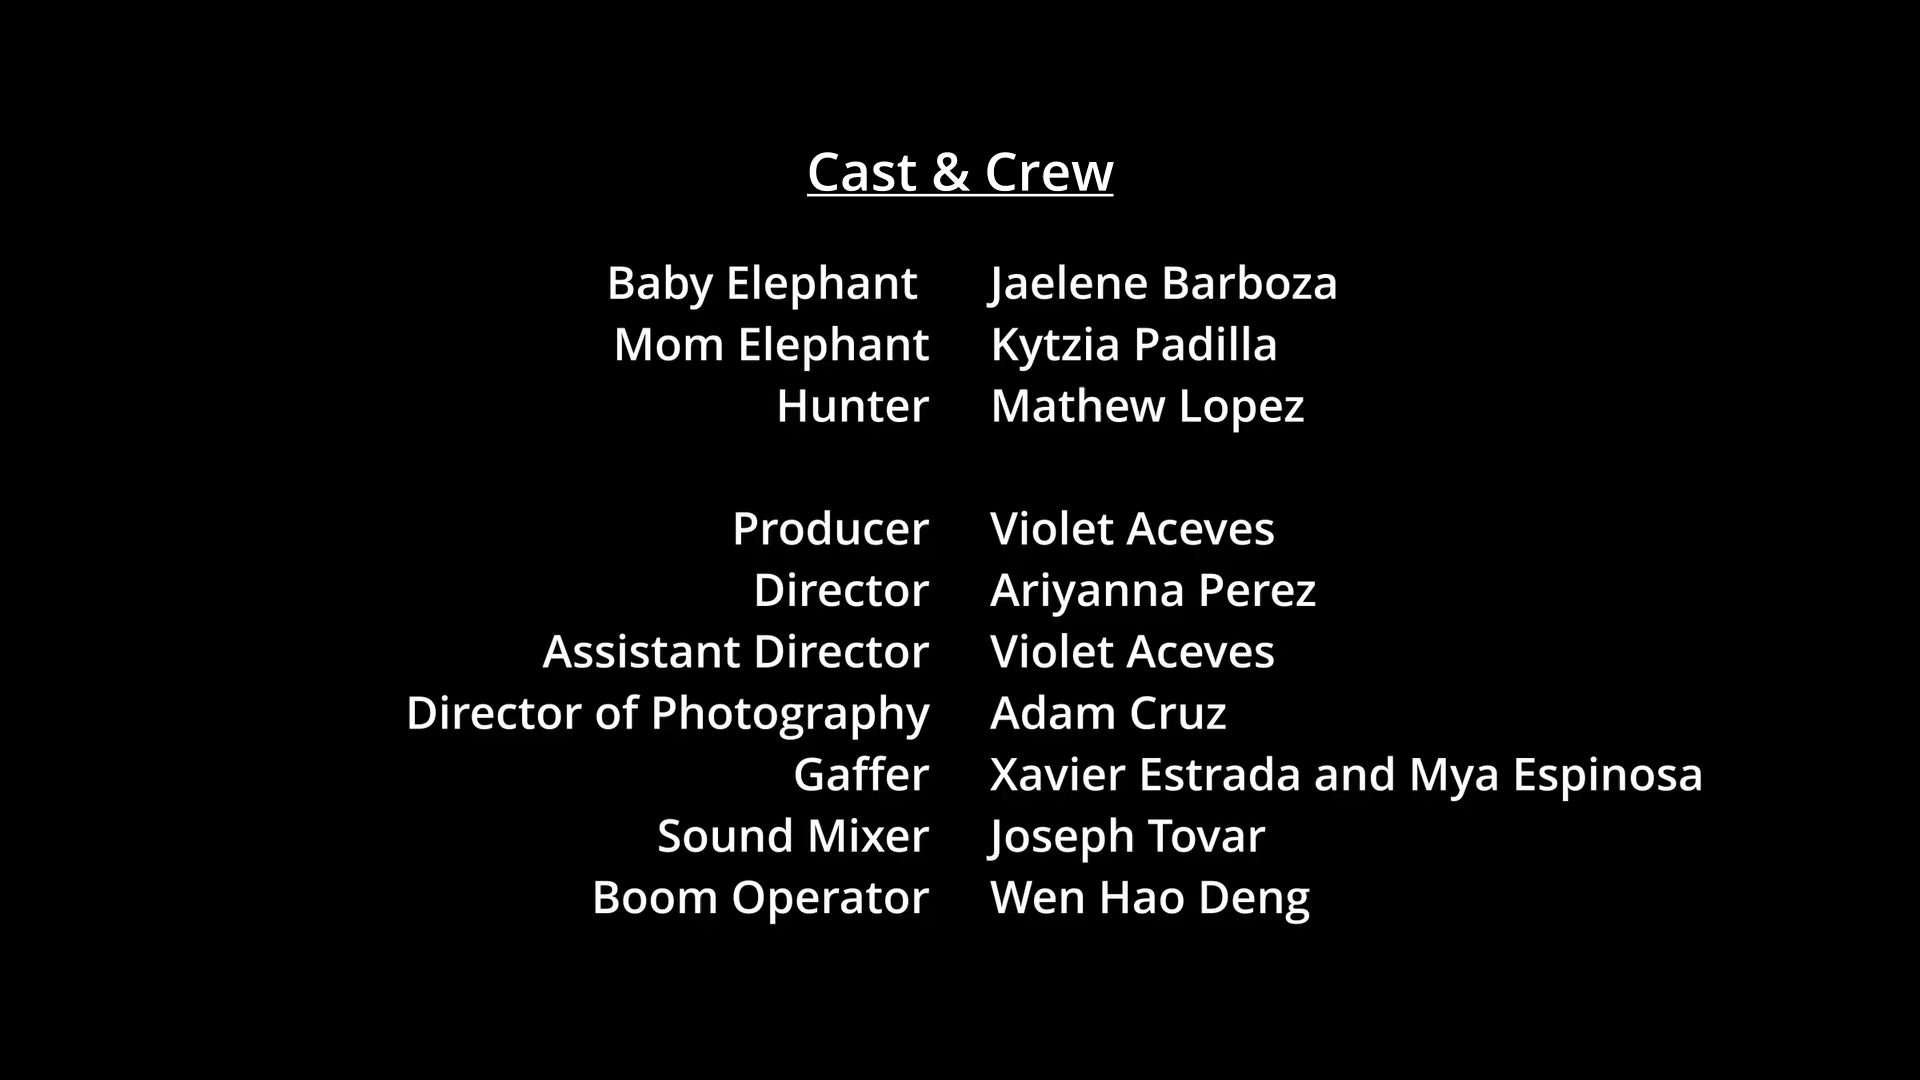 Cast & Crew
Baby Elephant Jaelene Barboza
Mom Elephant Kytzia Padilla
Hunter Mathew Lopez
Producer Violet Aceves
Director Ariyanna Perez
Assistant Director Violet Aceves
Director of Photography Adam Cruz
Gaffer Xavier Estrada and Mya Espinosa
Sound Mixer Joseph Tovar
Boom Operator Wen Hao Deng